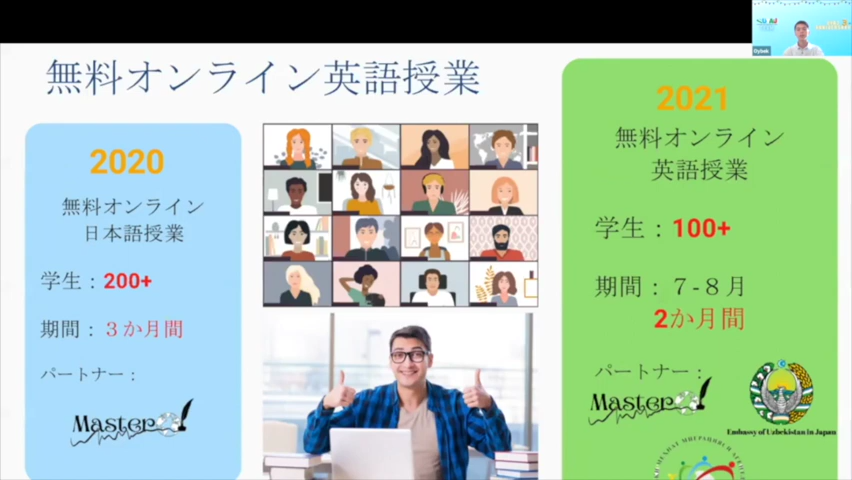 無料オンライン英語授業
2020
無料オンライン
日本語授業
学生：200+
期間：３か月間
パートナー：
Master
2021
無料オンライン
英語授業
学生：100+
期間：７-８月
2か月間
パートナー：
Master
Embassy of Uzbekistan in Japan
Oybek